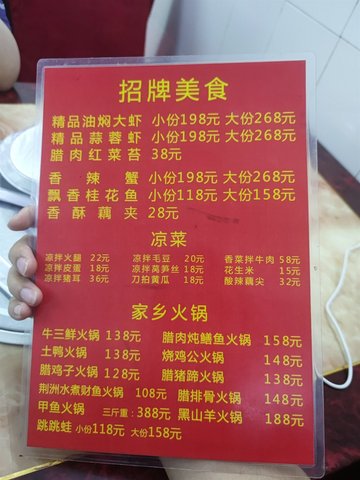 招牌美食
精品油焖大虾 小份198元 大份268元
精品蒜蓉虾 小份198元 大份268元
腊肉红菜苔 38元
香辣蟹 小份198元 大份268元
飘香桂花鱼 小份118元 大份158元
香酥藕夹 28元
凉菜
凉拌火腿 22元 凉拌毛豆 20元 香菜拌牛肉 58元
凉拌皮蛋 18元 凉拌莴笋丝 18元 花生米 15元
凉拌猪耳 36元 刀拍黄瓜 18元 酸辣藕尖 32元
家乡火锅
牛三鲜火锅 138元 腊肉炖鳝鱼火锅 158元
土鸭火锅 138元 烧鸡公火锅 148元
腊鸡子火锅 128元 腊猪蹄火锅 138元
荆洲水煮财鱼火锅 108元 腊排骨火锅 148元
甲鱼火锅 三斤重:388元 黑山羊火锅 188元
跳跳蛙 小份118元 大份158元